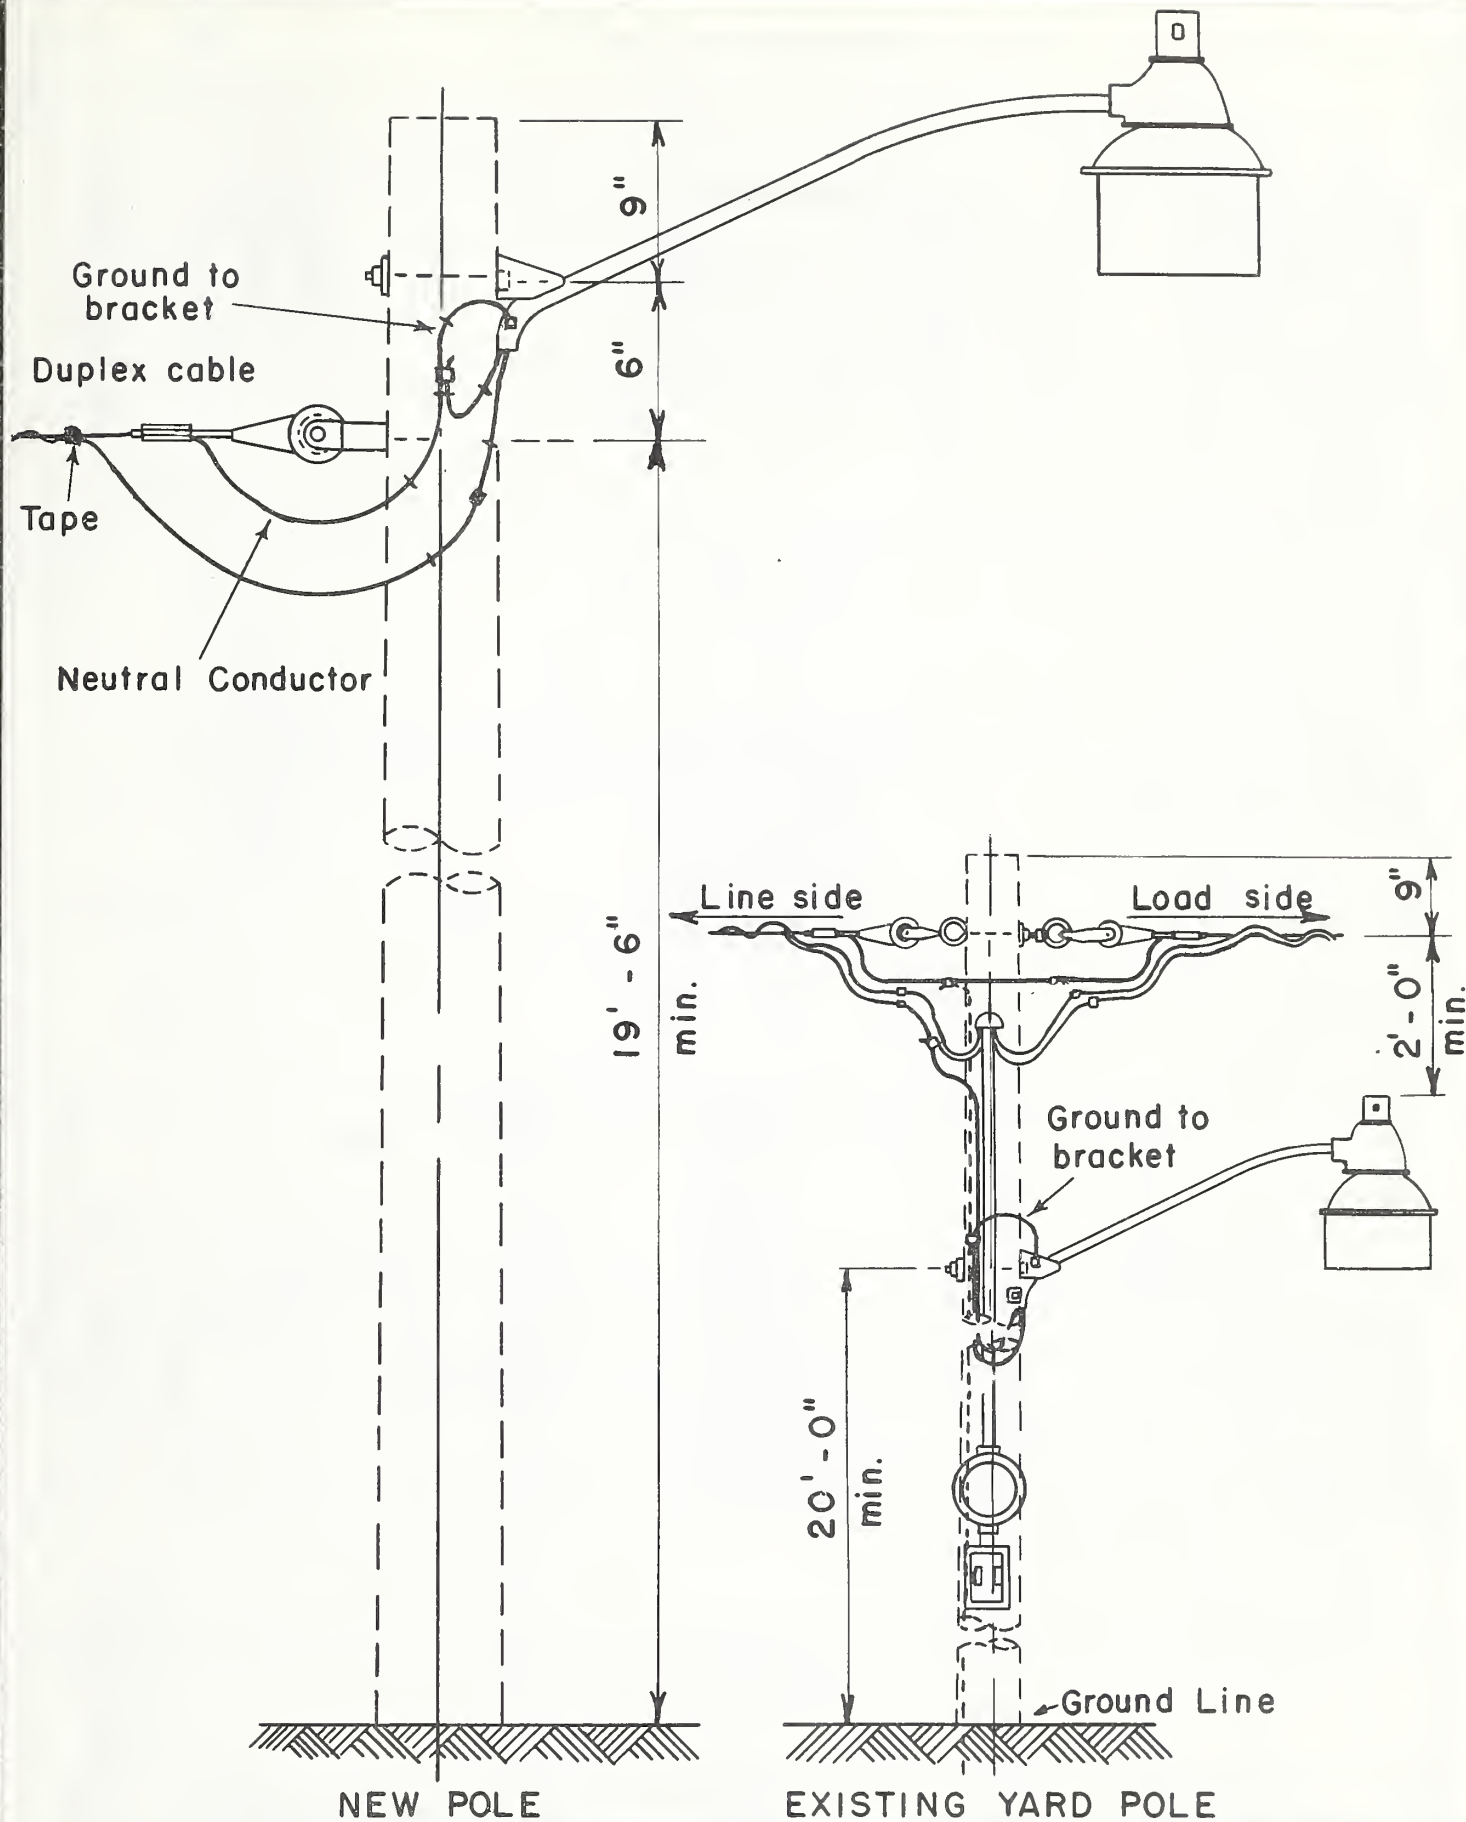 9"
Ground to
bracket
6"
Duplex cable
Tape
Neutral Conductor
19' - 6"
min.
Line side
Load side
9"
2' - 0"
min.
Ground to
bracket
20' - 0"
min.
Ground Line
NEW POLE
EXISTING YARD POLE